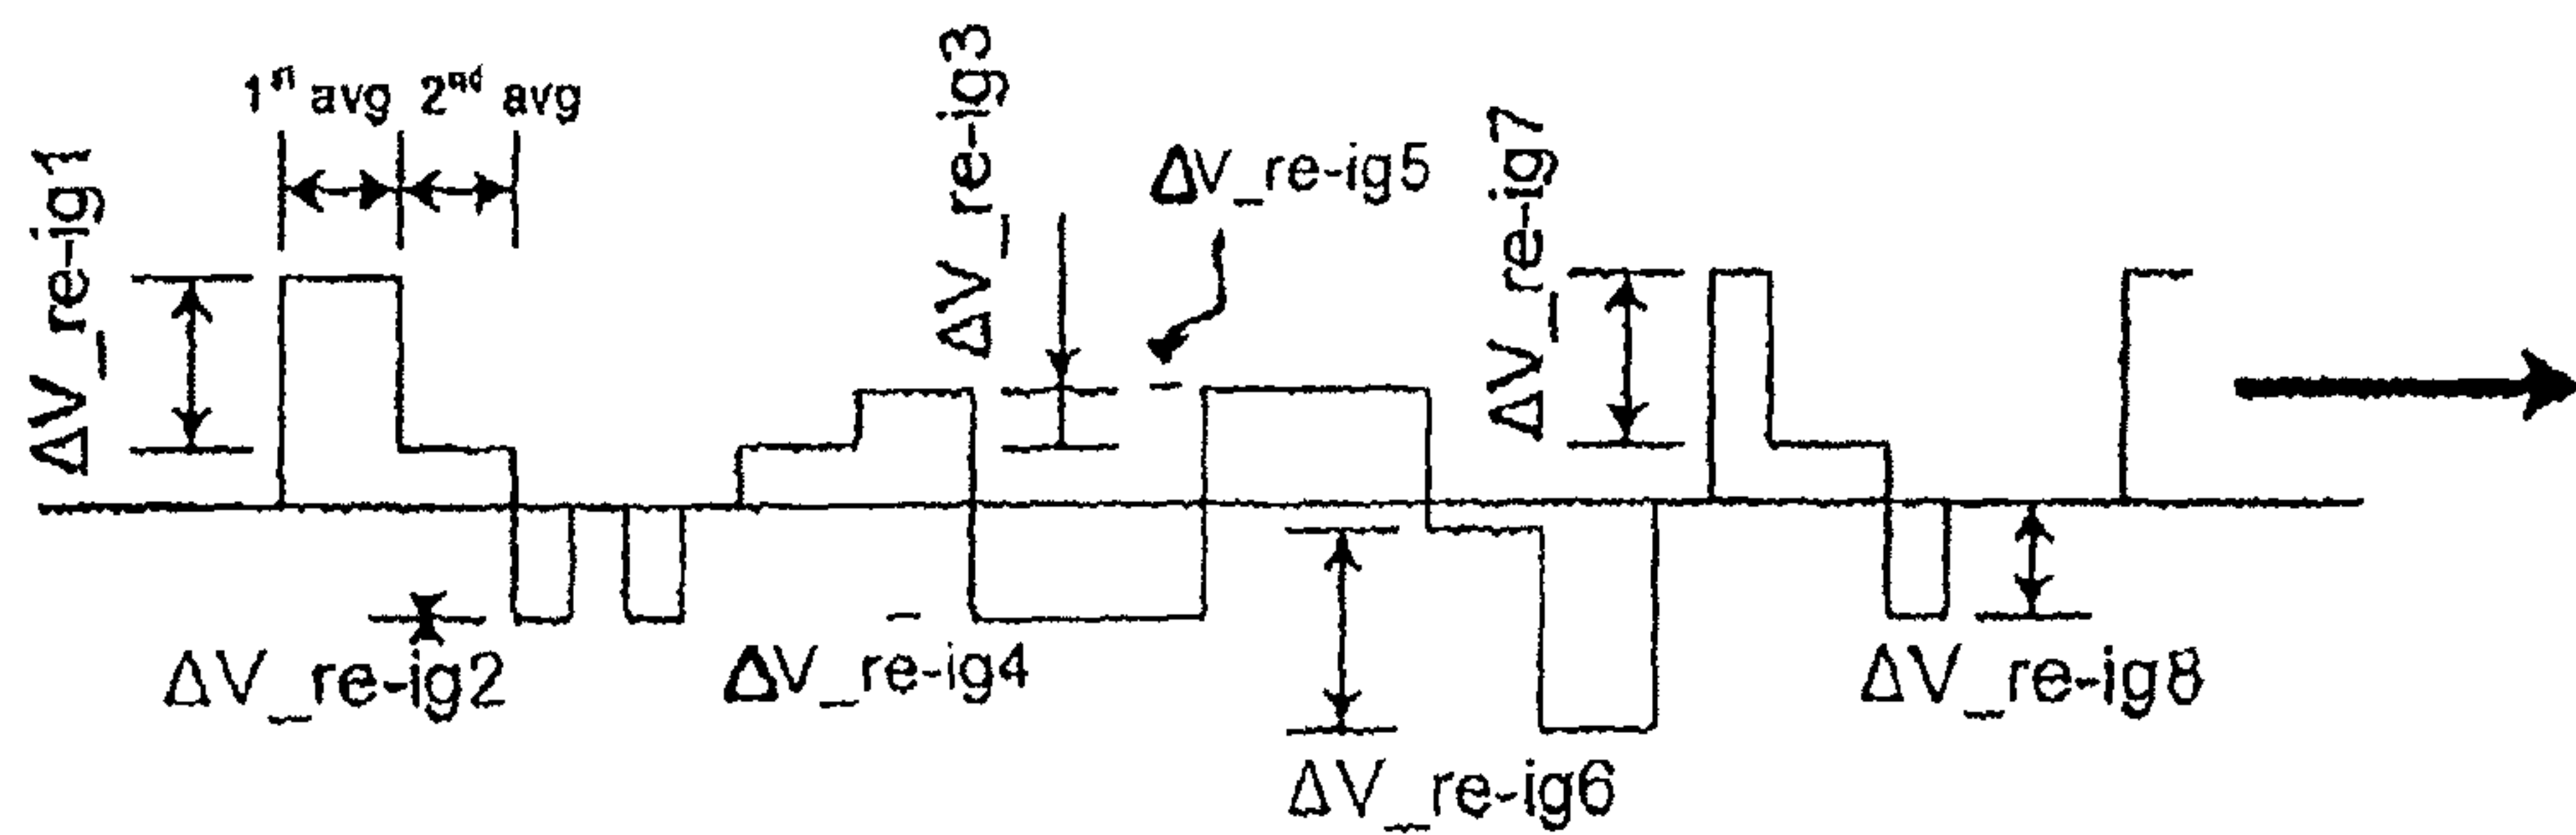 1st avg 2nd avg
ΔV_re-ig1
ΔV_re-ig2
ΔV_re-ig3
ΔV_re-ig4
ΔV_re-ig5
ΔV_re-ig6
ΔV_re-ig7
ΔV_re-ig8